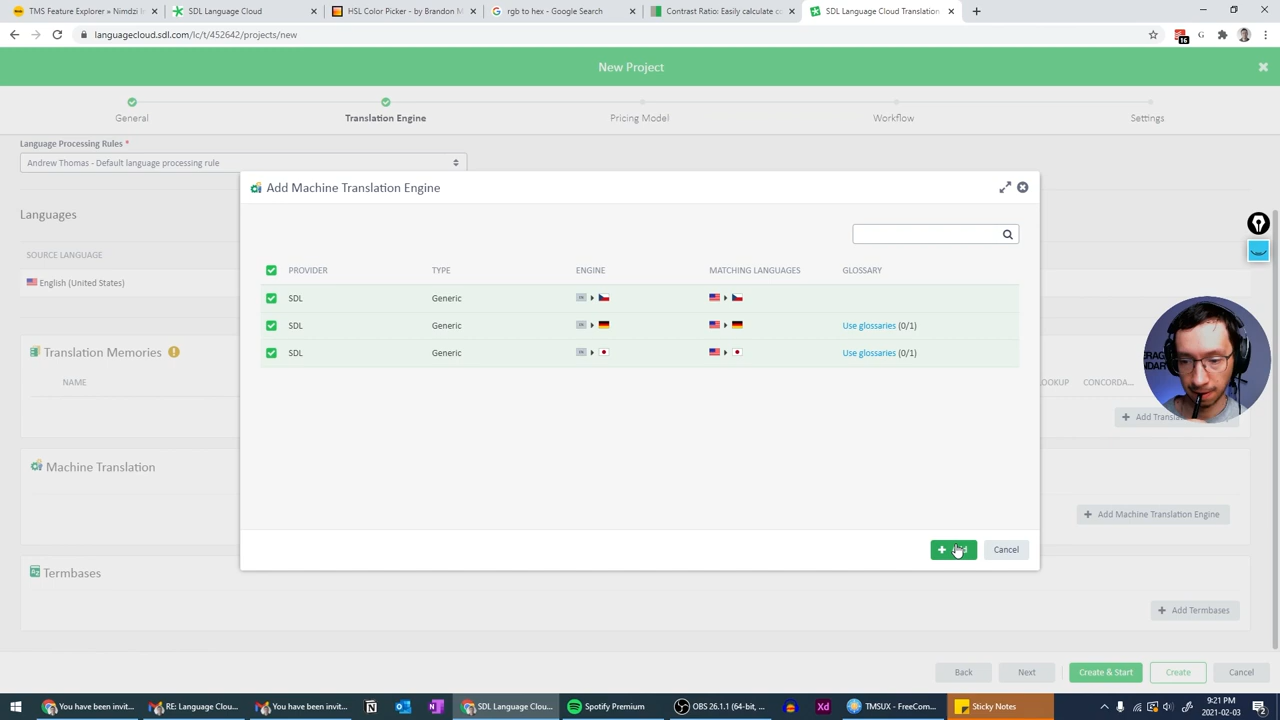 TMS Feature Explorer » Nimdzi In
SDL Language Cloud
HSL Color Picker - by Brandon M
rgb to hex - Google Search
Contrast Ratio: Easily calculate co
SDL Language Cloud Translation
languagecloud.sdl.com/lc/t/452642/projects/new
16
New Project
General
Translation Engine
Pricing Model
Workflow
Settings
Language Processing Rules *
Andrew Thomas - Default language processing rule
Add Machine Translation Engine
Languages
SOURCE LANGUAGE
English (United States)
PROVIDER TYPE ENGINE MATCHING LANGUAGES GLOSSARY
SDL Generic
SDL Generic Use glossaries (0/1)
SDL Generic Use glossaries (0/1)
Translation Memories
NAME
CONCORDA...
Machine Translation
Add Machine Translation Engine
Cancel
Termbases
Add Termbases
Back
Next
Create & Start
Create
Cancel
You have been invit...
RE: Language Clou...
You have been invit...
SDL Language Clou...
Spotify Premium
OBS 26.1.1 (64-bit, ...
TMSUX - FreeCom...
Sticky Notes
9:21 PM
2021-02-03